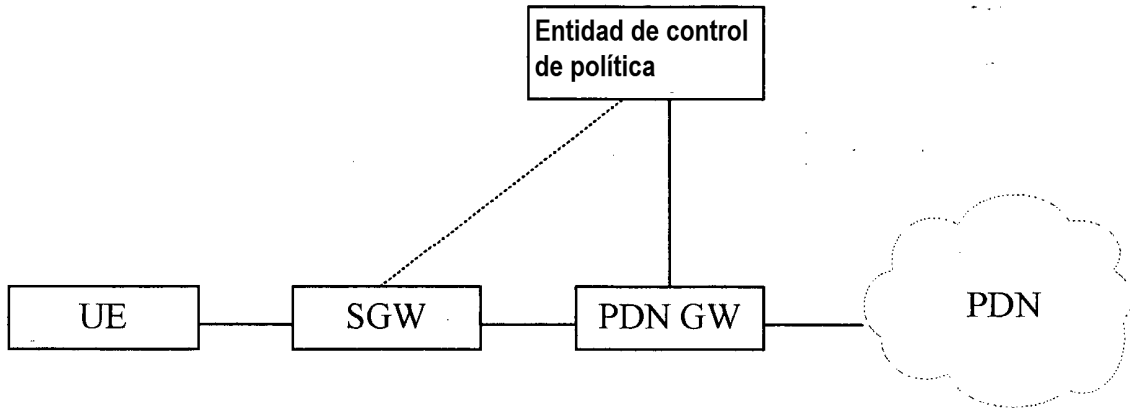 Entidad de control
de política
UE
SGW
PDN GW
PDN